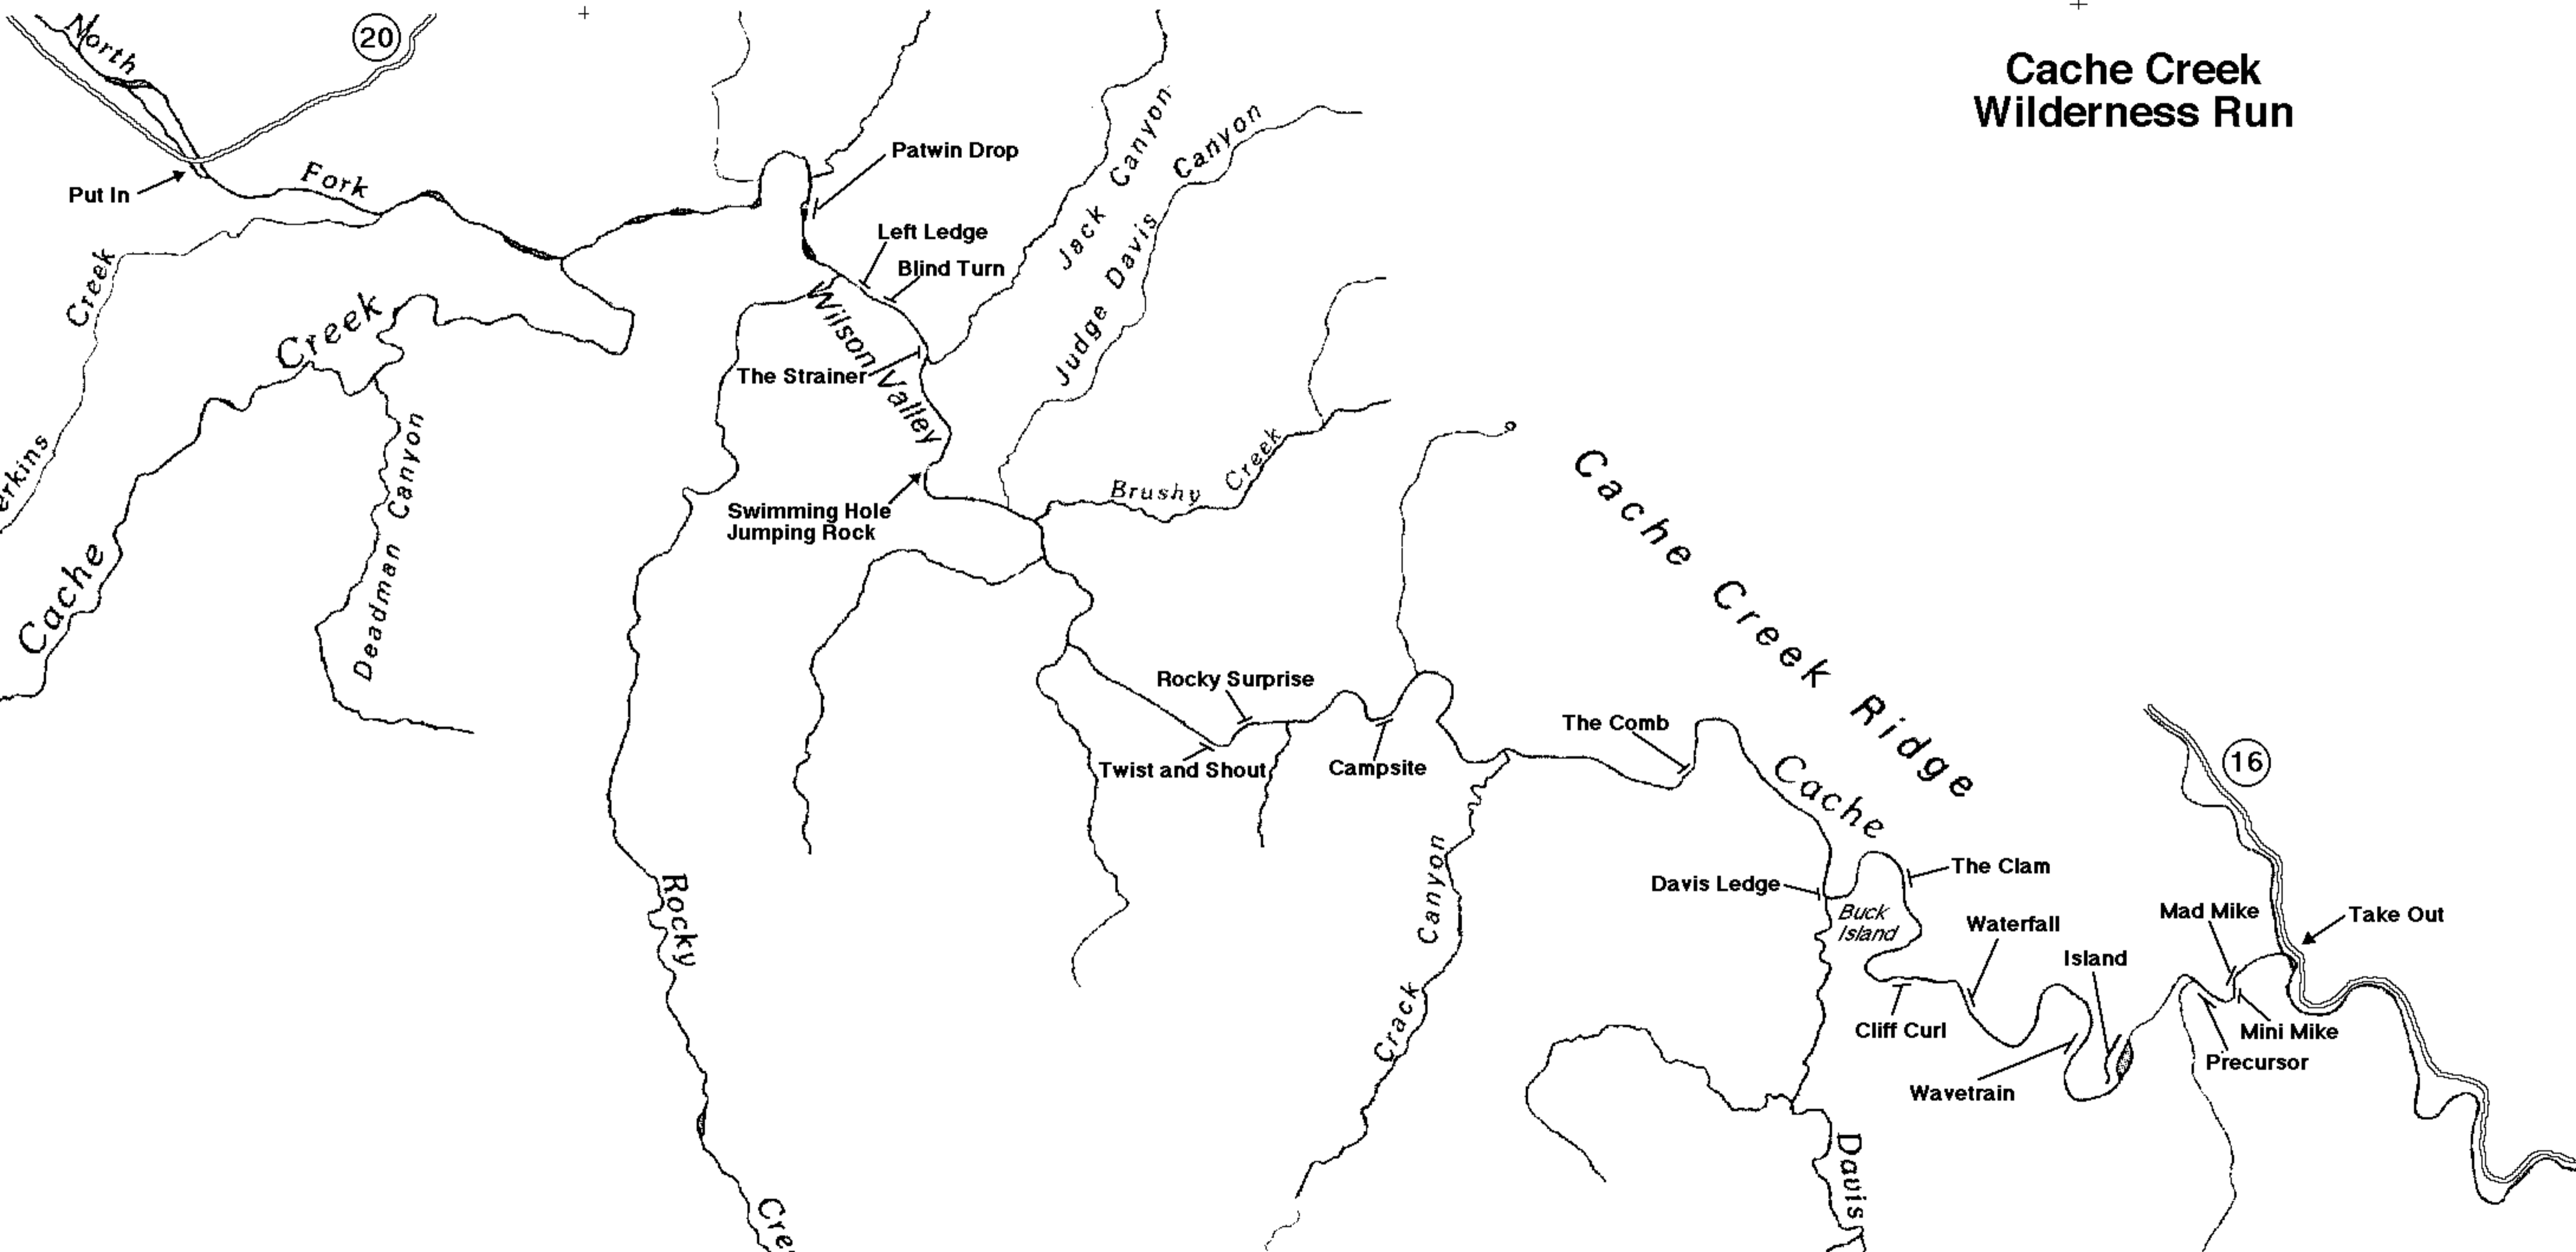 Cache Creek
Wilderness Run
North
20
Fork
Put In
Patwin Drop
Left Ledge
Blind Turn
Jack Canyon
Judge Davis Canyon
Creek
erkins
Cache Creek
Deadman Canyon
Wilson Valley
The Strainer
Swimming Hole
Jumping Rock
Brushy Creek
Cache Creek Ridge
Rocky Surprise
Twist and Shout
Campsite
The Comb
Cache
16
Davis Ledge
Buck
Island
The Clam
Waterfall
Island
Mad Mike
Take Out
Cliff Curl
Wavetrain
Mini Mike
Precursor
Crack Canyon
Rocky
Cre
Davis